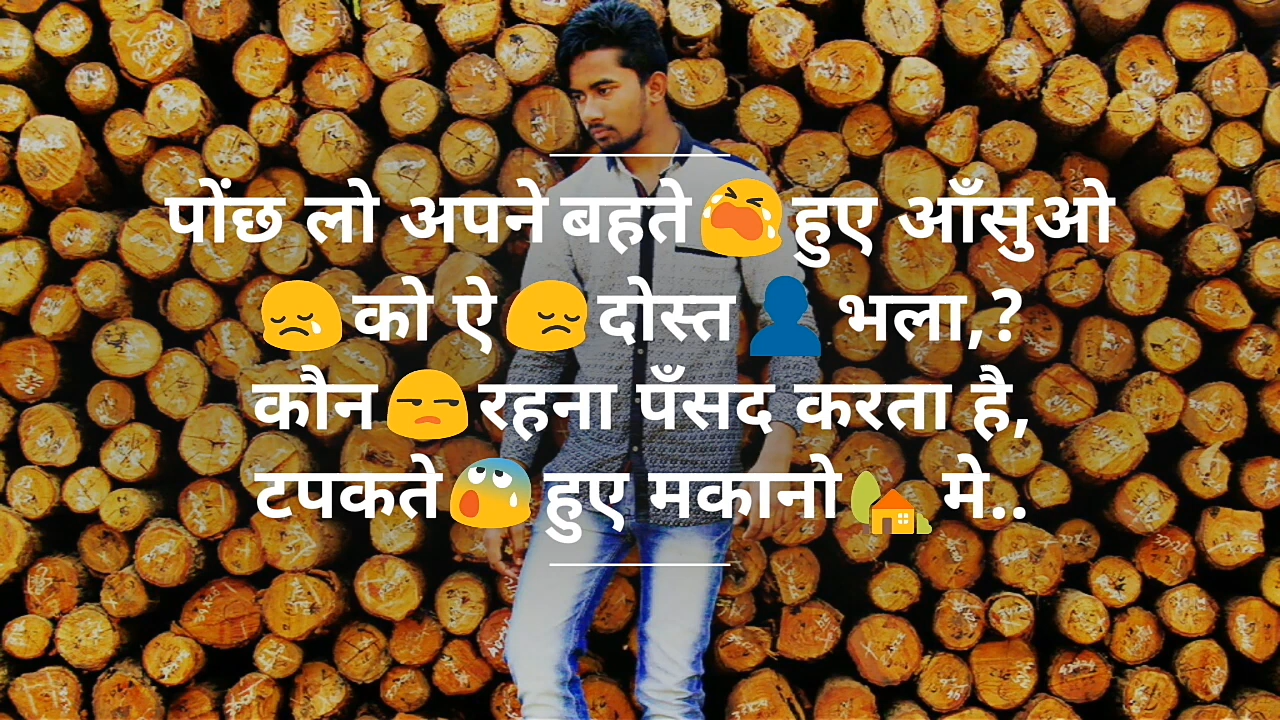 पोंछ लो अपने बहते😭हुए आँसुओ
😢को ऐ😔दोस्त👤भला,?
कौन😒रहना पँसद करता है,
टपकते😰हुए मकानो🏡मे..